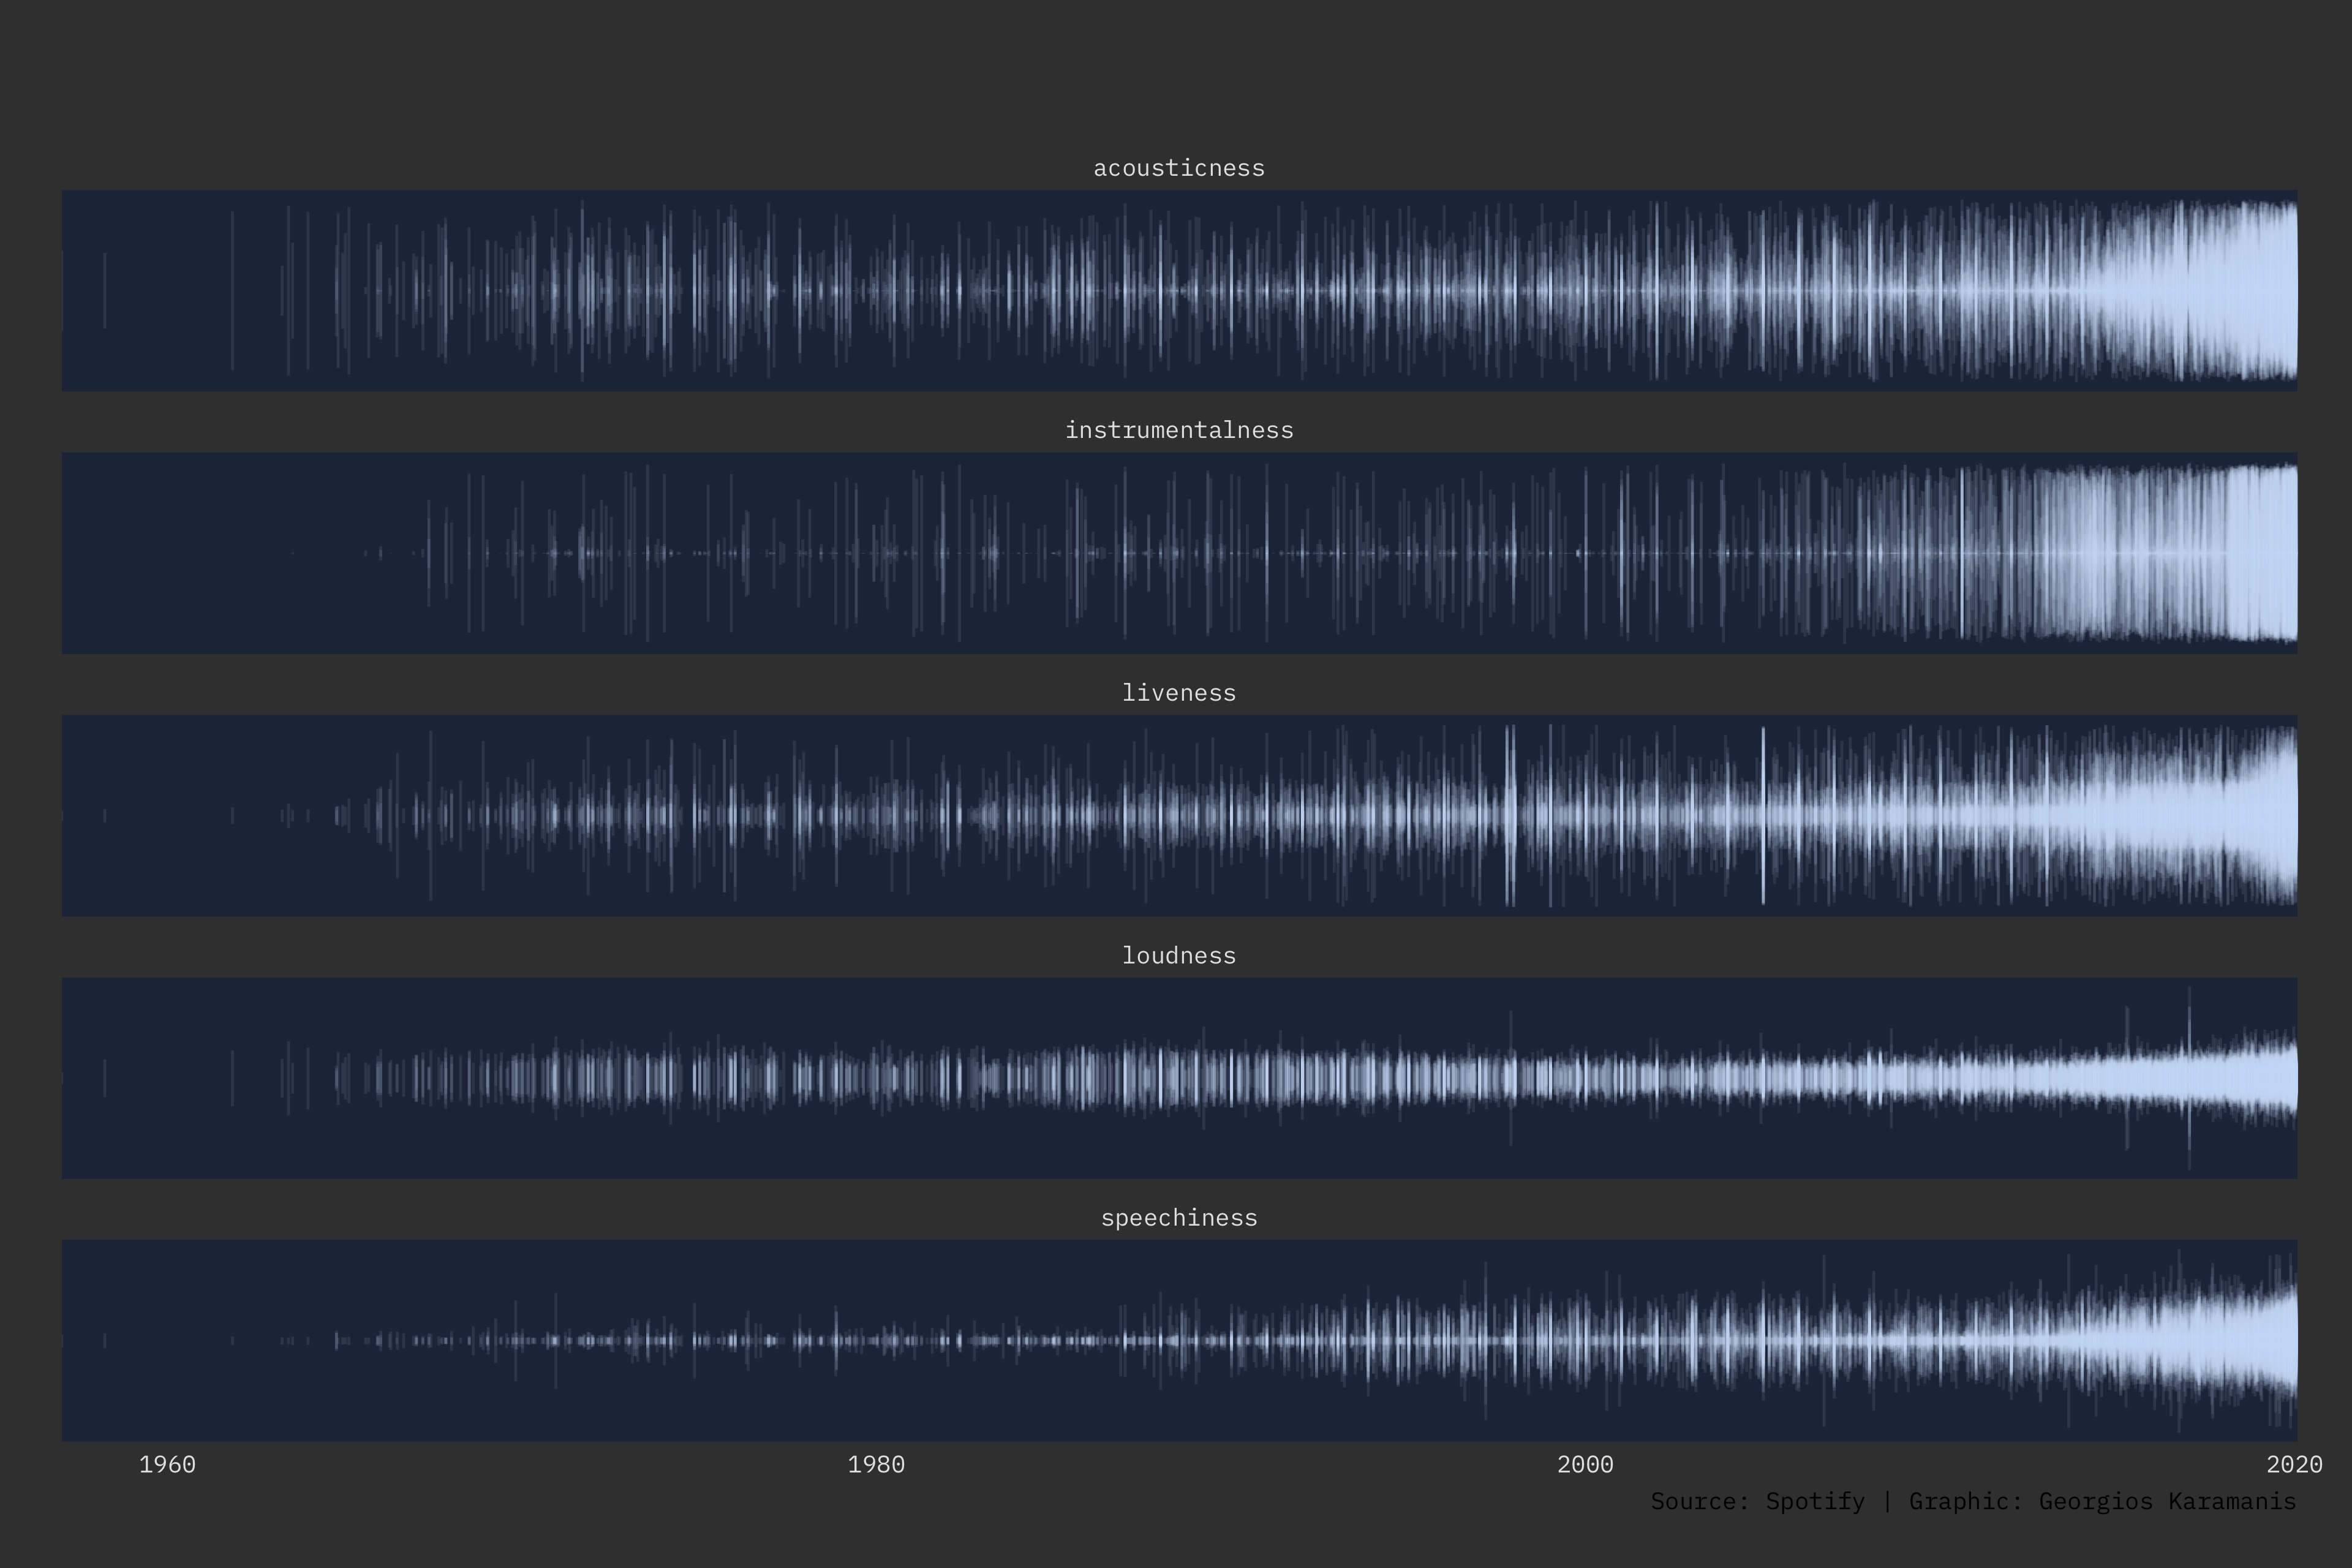 acousticness
instrumentalness
liveness
loudness
speechiness
1960 1980 2000 2020
Source: Spotify | Graphic: Georgios Karamanis